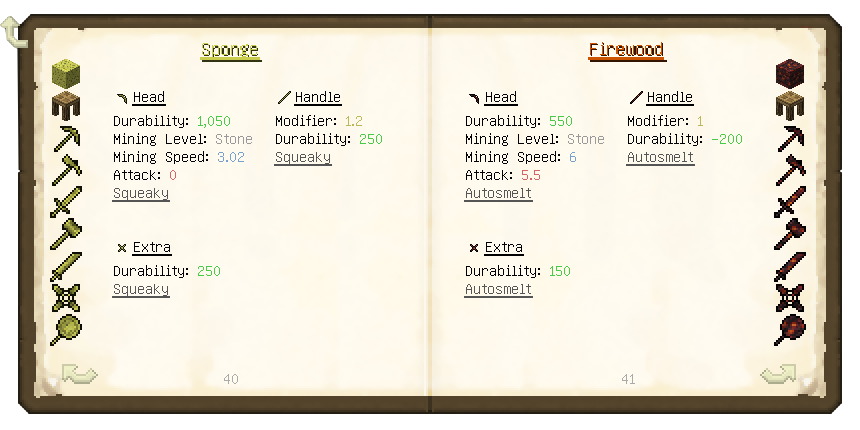 Sponge
Head
Durability: 1,050
Mining Level: Stone
Mining Speed: 3.02
Attack: 0
Squeaky
Handle
Modifier: 1.2
Durability: 250
Squeaky
Extra
Durability: 250
Squeaky
40
Firewood
Head
Durability: 550
Mining Level: Stone
Mining Speed: 6
Attack: 5.5
Autosmelt
Handle
Modifier: 1
Durability: -200
Autosmelt
Extra
Durability: 150
Autosmelt
41